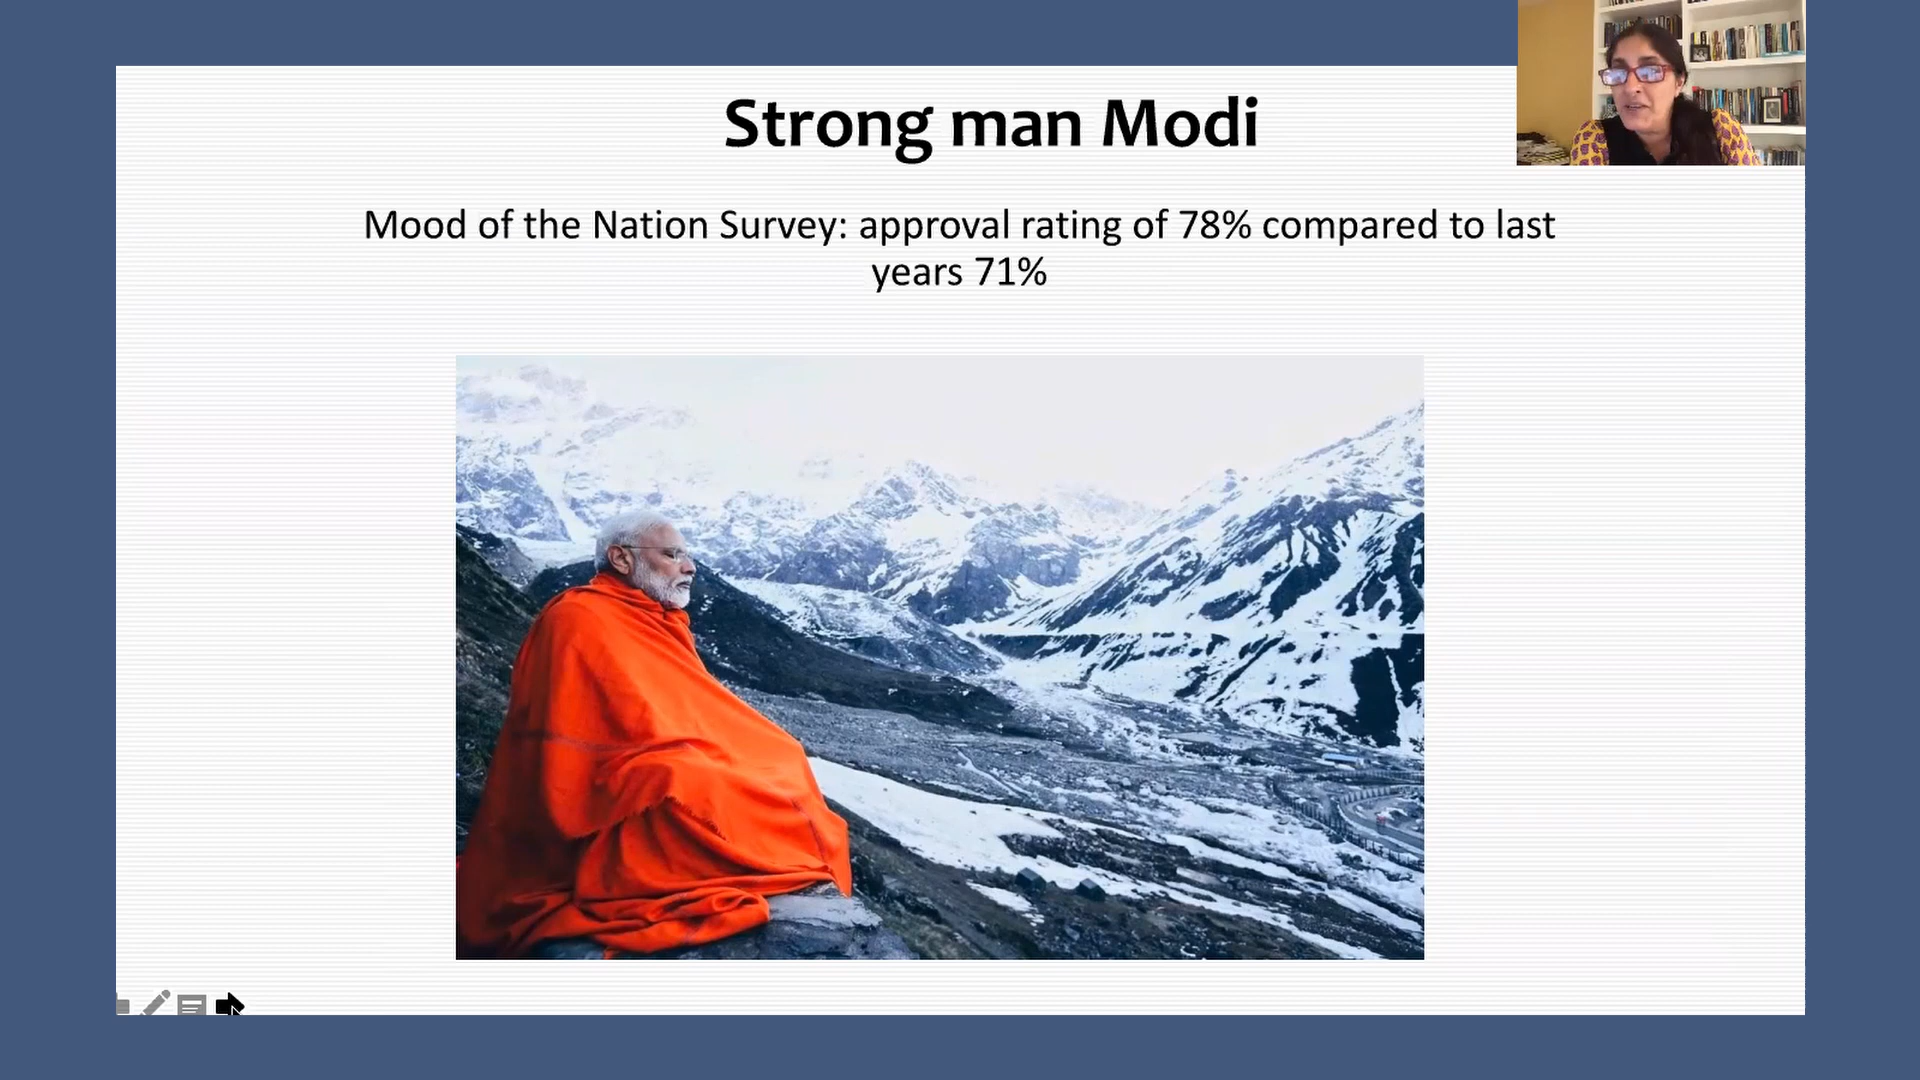 Strong man Modi
Mood of the Nation Survey: approval rating of 78% compared to last
years 71%